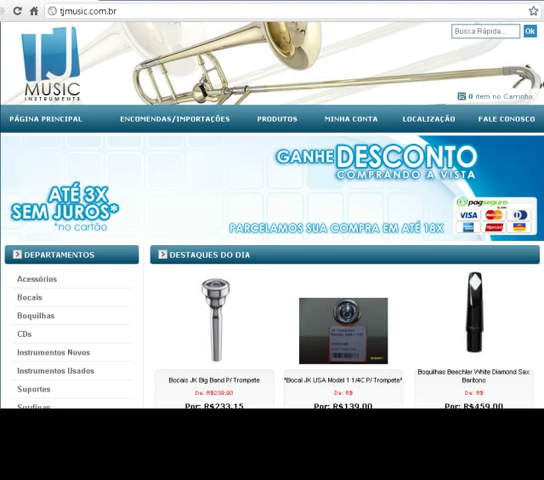 tjmusic.com.br
Busca Rápida...
Ok
TJ
MUSIC
INSTRUMENTS
0 item no Carrinho
PÁGINA PRINCIPAL
ENCOMENDAS/IMPORTAÇÕES
PRODUTOS
MINHA CONTA
LOCALIZAÇÃO
FALE CONOSCO
GANHE DESCONTO
COMPRANDO A VISTA
ATÉ 3X
SEM JUROS*
*no cartão
PARCELAMOS SUA COMPRA EM ATÉ 18X
pagseguro
VISA
DEPARTAMENTOS
Acessórios
Bocais
Boquilhas
CDs
Instrumentos Novos
Instrumentos Usados
Suportes
Surdinas
DESTAQUES DO DIA
Bocais JK Big Band P/ Trompete
De: R$239,90
Por: R$233,15
*Bocal JK USA Model 1 1/4C P/ Trompete*
De: R$
Por: R$139,00
Boquilhas Beechler White Diamond Sax
Baritono
De: R$
Por: R$459,00